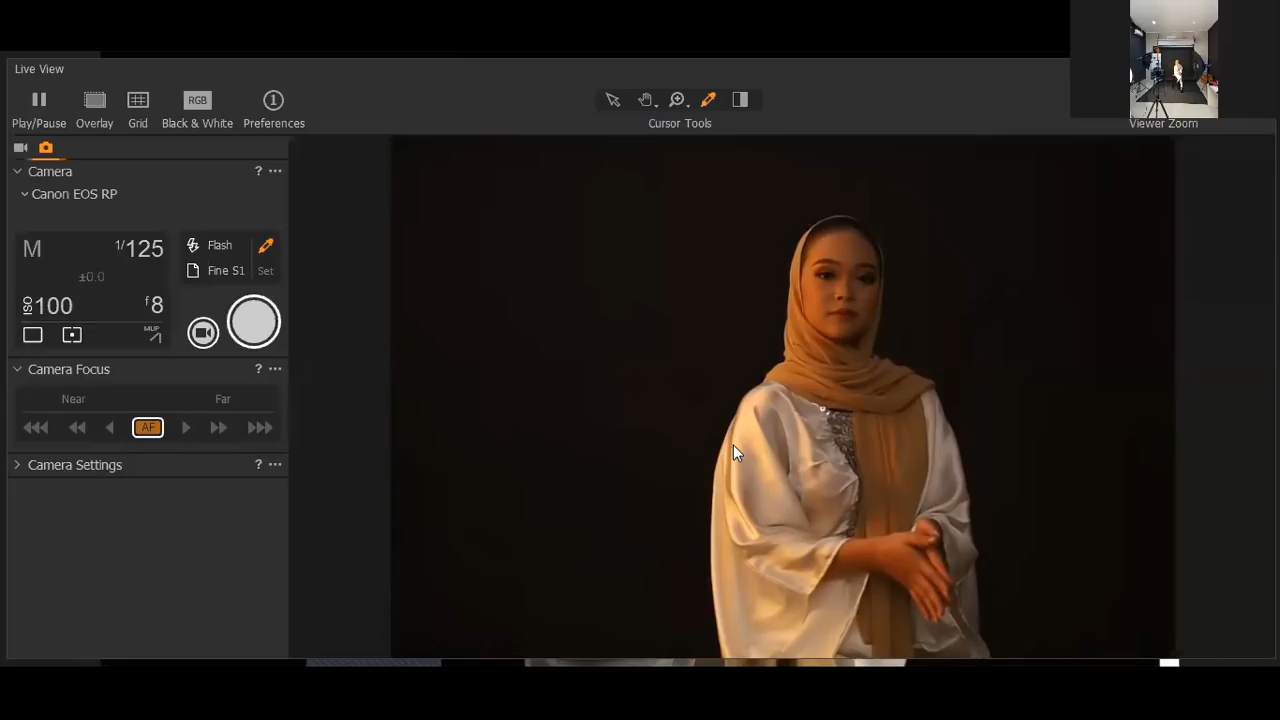 Live View
Play/Pause
Overlay
Grid
RGB
Black & White
Preferences
Cursor Tools
Viewer Zoom
Camera
?
Canon EOS RP
M
1/125
±0.0
ISO 100
f8
MUP
Flash
Fine S1
Set
Camera Focus
?
Near
Far
AF
Camera Settings
?